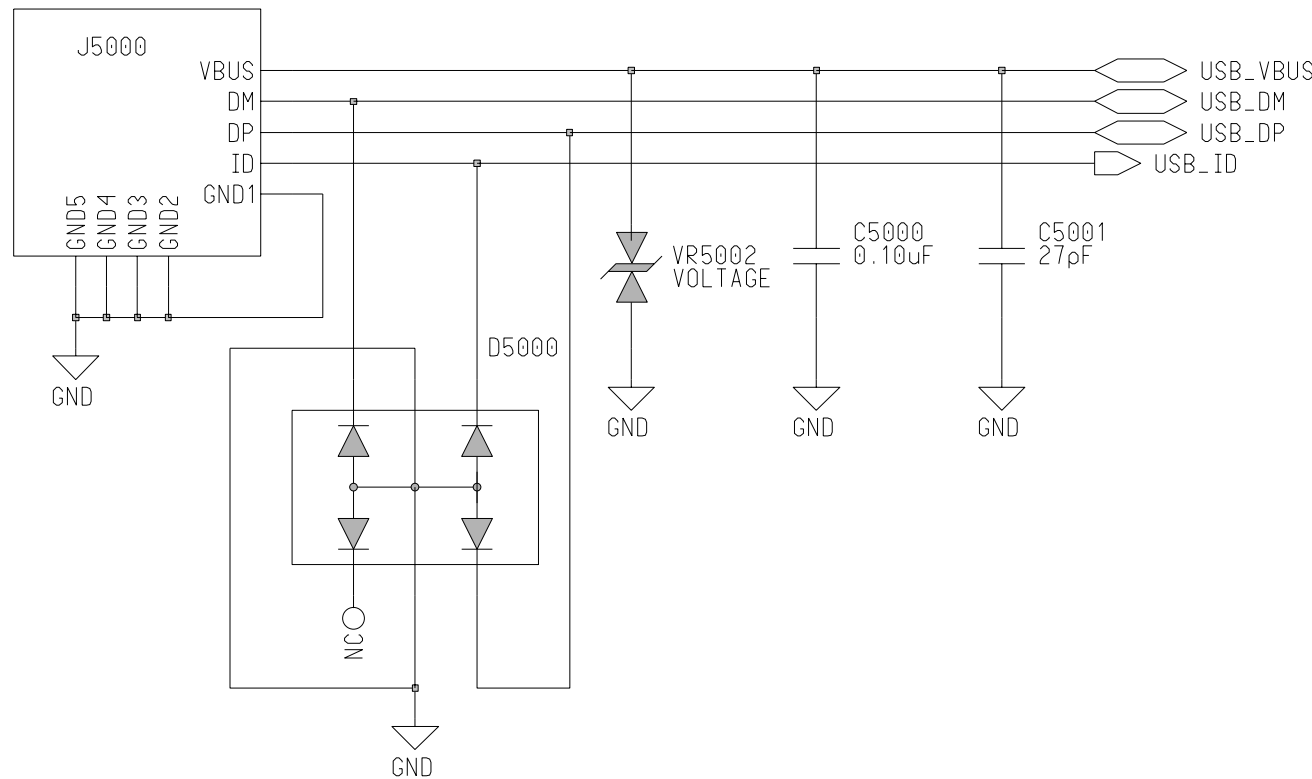 J5000
VBUS
DM
DP
ID
GND1
GND5
GND4
GND3
GND2
GND
USB_VBUS
USB_DM
USB_DP
USB_ID
VR5002
VOLTAGE
GND
C5000
0.10uF
GND
C5001
27pF
GND
D5000
NC
GND